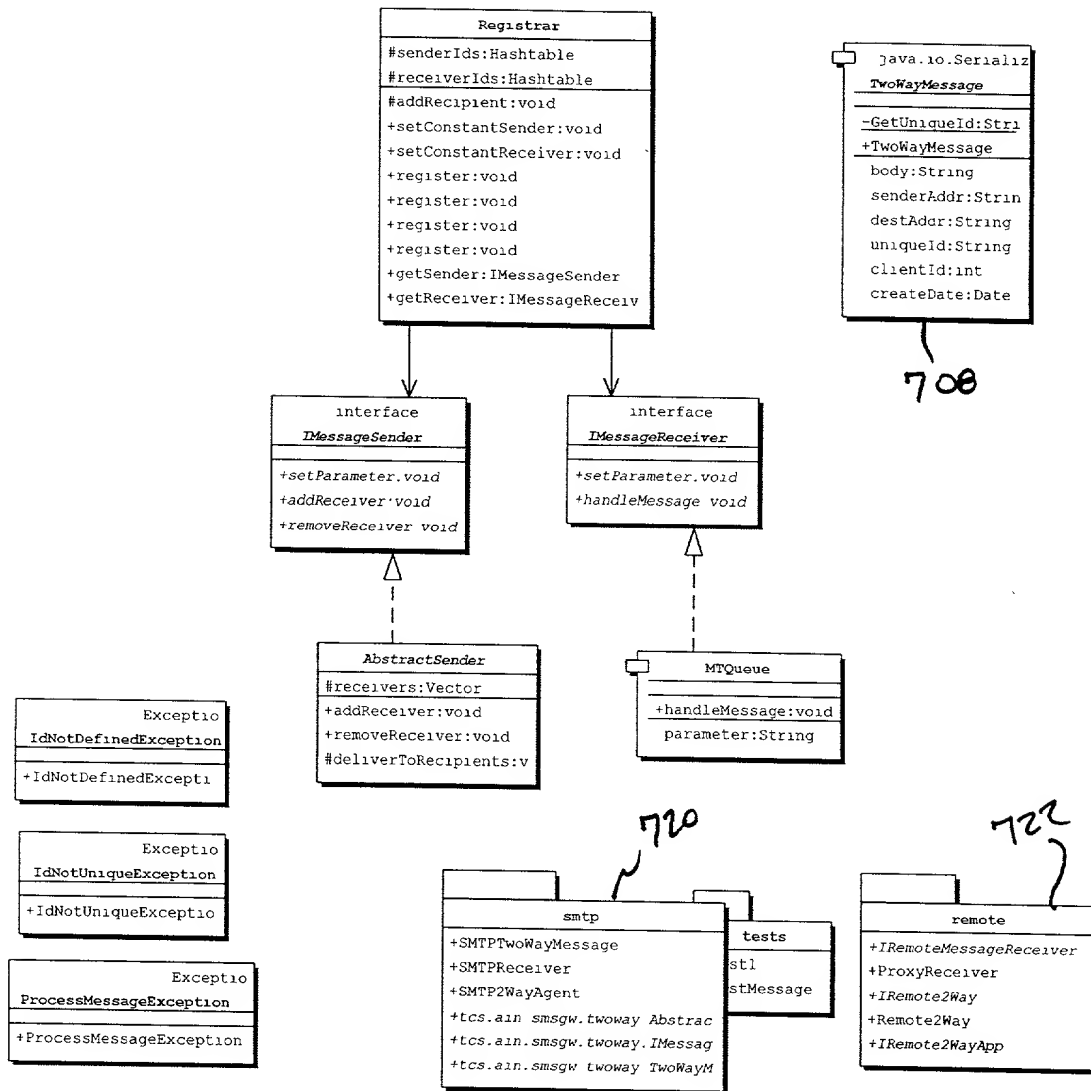 Registrar
#senderIds:Hashtable
#receiverIds:Hashtable
#addRecipient:void
+setConstantSender:void
+setConstantReceiver:void
+register:void
+register:void
+register:void
+register:void
+getSender:IMessageSender
+getReceiver:IMessageReceiv
java.io.Serializ
TwoWayMessage
-GetUniqueId:Stri
+TwoWayMessage
body:String
senderAddr:Strin
destAddr:String
uniqueId:String
clientId:int
createDate:Date
708
interface
IMessageSender
+setParameter.void
+addReceiver·void
+removeReceiver void
interface
IMessageReceiver
+setParameter.void
+handleMessage void
AbstractSender
#receivers:Vector
+addReceiver:void
+removeReceiver:void
#deliverToRecipients:v
MTQueue
+handleMessage:void
parameter:String
Exceptio
IdNotDefinedException
+IdNotDefinedExcepti
Exceptio
IdNotUniqueException
+IdNotUniqueExceptio
Exceptio
ProcessMessageException
+ProcessMessageException
720
smtp
+SMTPTwoWayMessage
+SMTPReceiver
+SMTP2WayAgent
+tcs.ain smsgw.twoway Abstrac
+tcs.ain.smsgw.twoway.IMessag
+tcs.ain.smsgw twoway TwoWayM
tests
st1
stMessage
722
remote
+IRemoteMessageReceiver
+ProxyReceiver
+IRemote2Way
+Remote2Way
+IRemote2WayApp